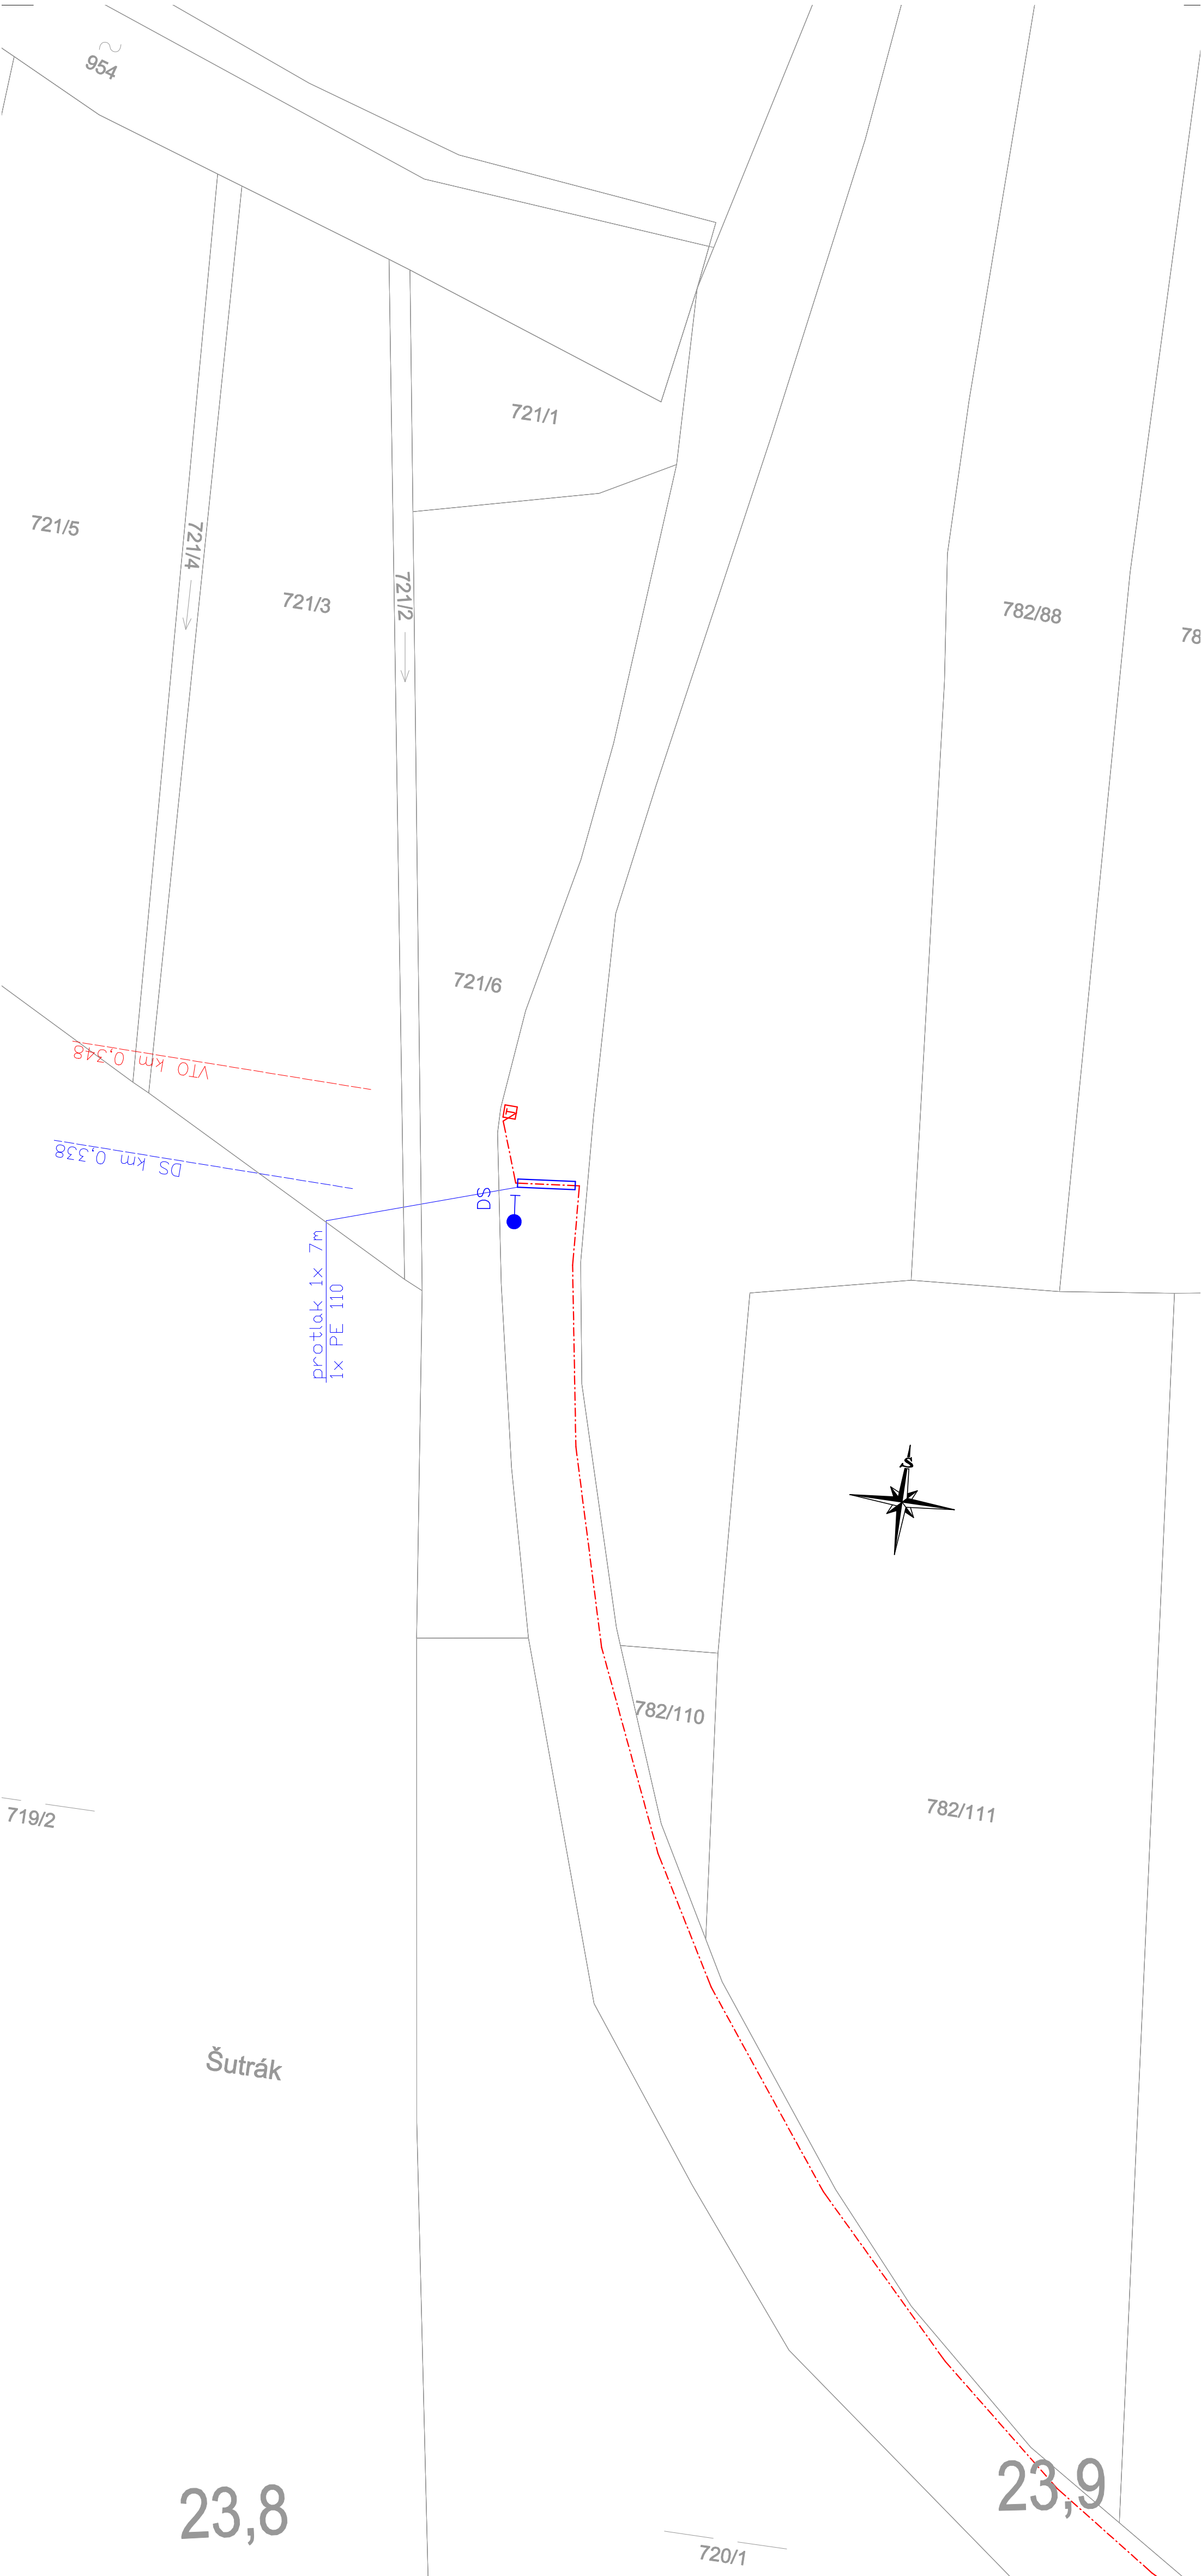 954
721/1
721/5
721/4
721/3
721/2
782/88
78
721/6
VTO km 0,348
DS km 0,338
DS
protlak 1x 7m
1x PE 110
S
782/110
782/111
719/2
Šutrák
23,8
23,9
720/1